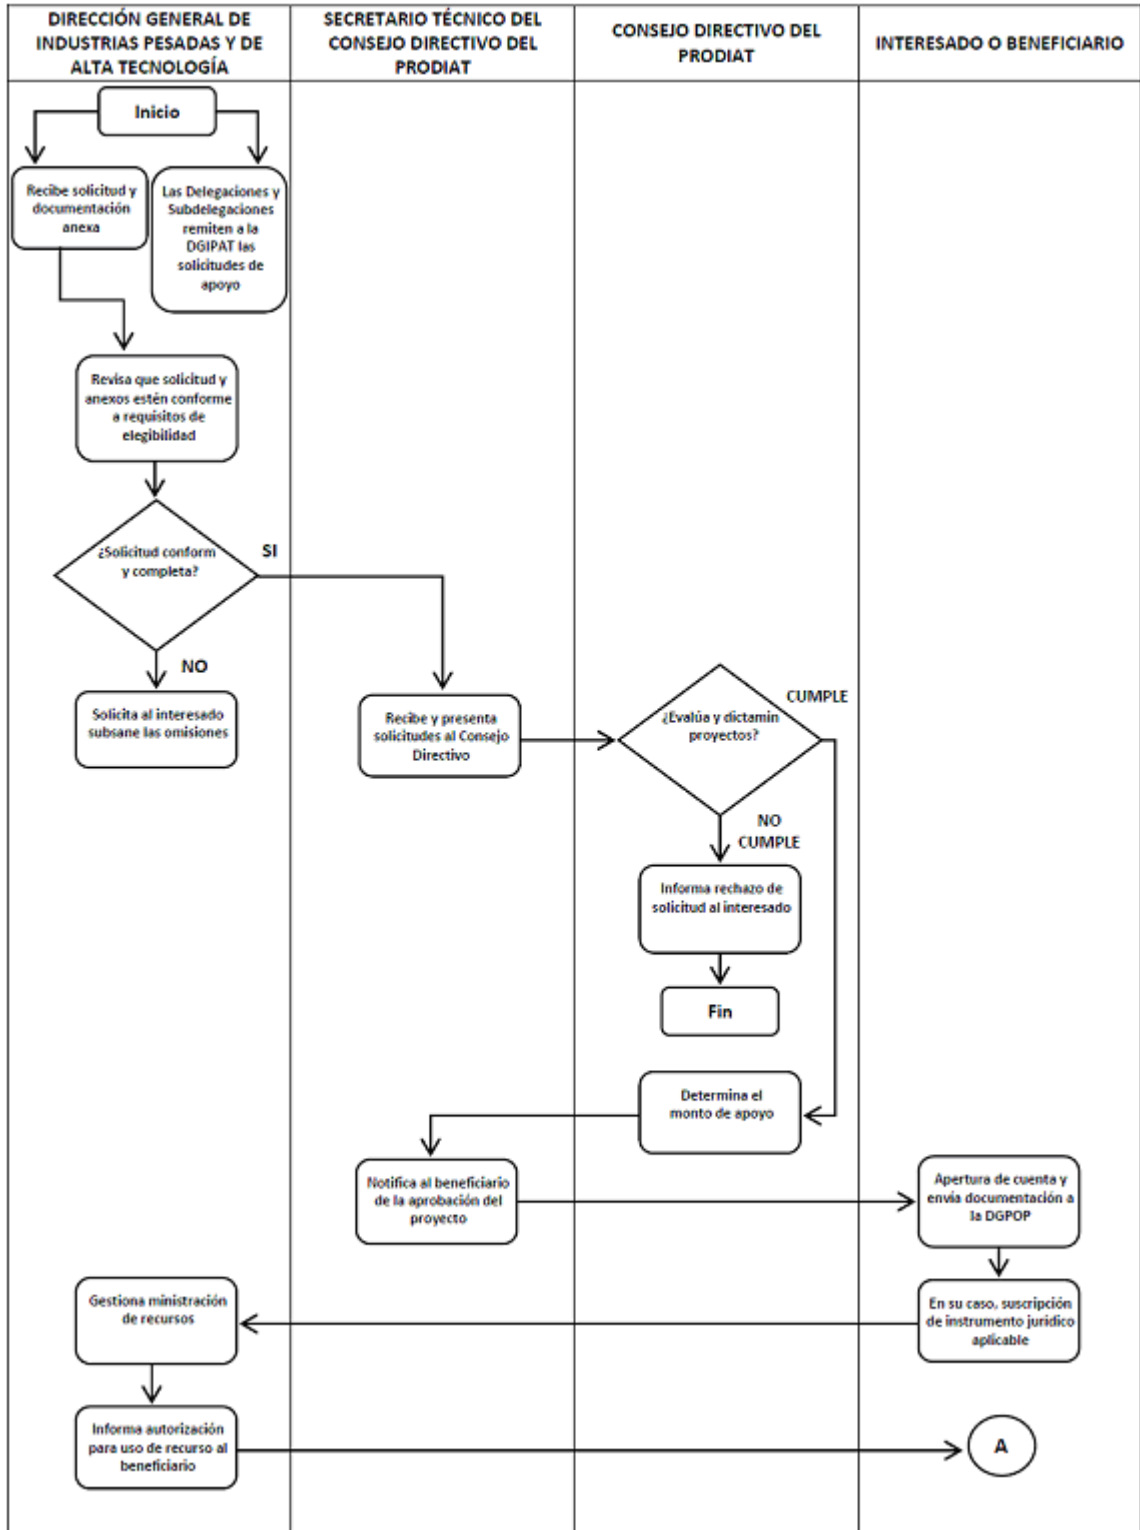 DIRECCIÓN GENERAL DE
INDUSTRIAS PESADAS Y DE
ALTA TECNOLOGÍA
SECRETARIO TÉCNICO DEL
CONSEJO DIRECTIVO DEL
PRODIAT
CONSEJO DIRECTIVO DEL
PRODIAT
INTERESADO O BENEFICIARIO
Inicio
Recibe solicitud y
documentación
anexa
Las Delegaciones y
Subdelegaciones
remiten a la
DGIPAT las
solicitudes de
apoyo
Revisa que solicitud y
anexos estén conforme
a requisitos de
elegibilidad
¿Solicitud conform
y completa?
SI
NO
Solicita al interesado
subsane las omisiones
Recibe y presenta
solicitudes al Consejo
Directivo
¿Evalúa y dictamin
proyectos?
CUMPLE
NO
CUMPLE
Informa rechazo de
solicitud al interesado
Fin
Determina el
monto de apoyo
Notifica al beneficiario
de la aprobación del
proyecto
Apertura de cuenta y
envía documentación a
la DGPOP
En su caso, suscripción
de instrumento jurídico
aplicable
Gestiona ministración
de recursos
Informa autorización
para uso de recurso al
beneficiario
A